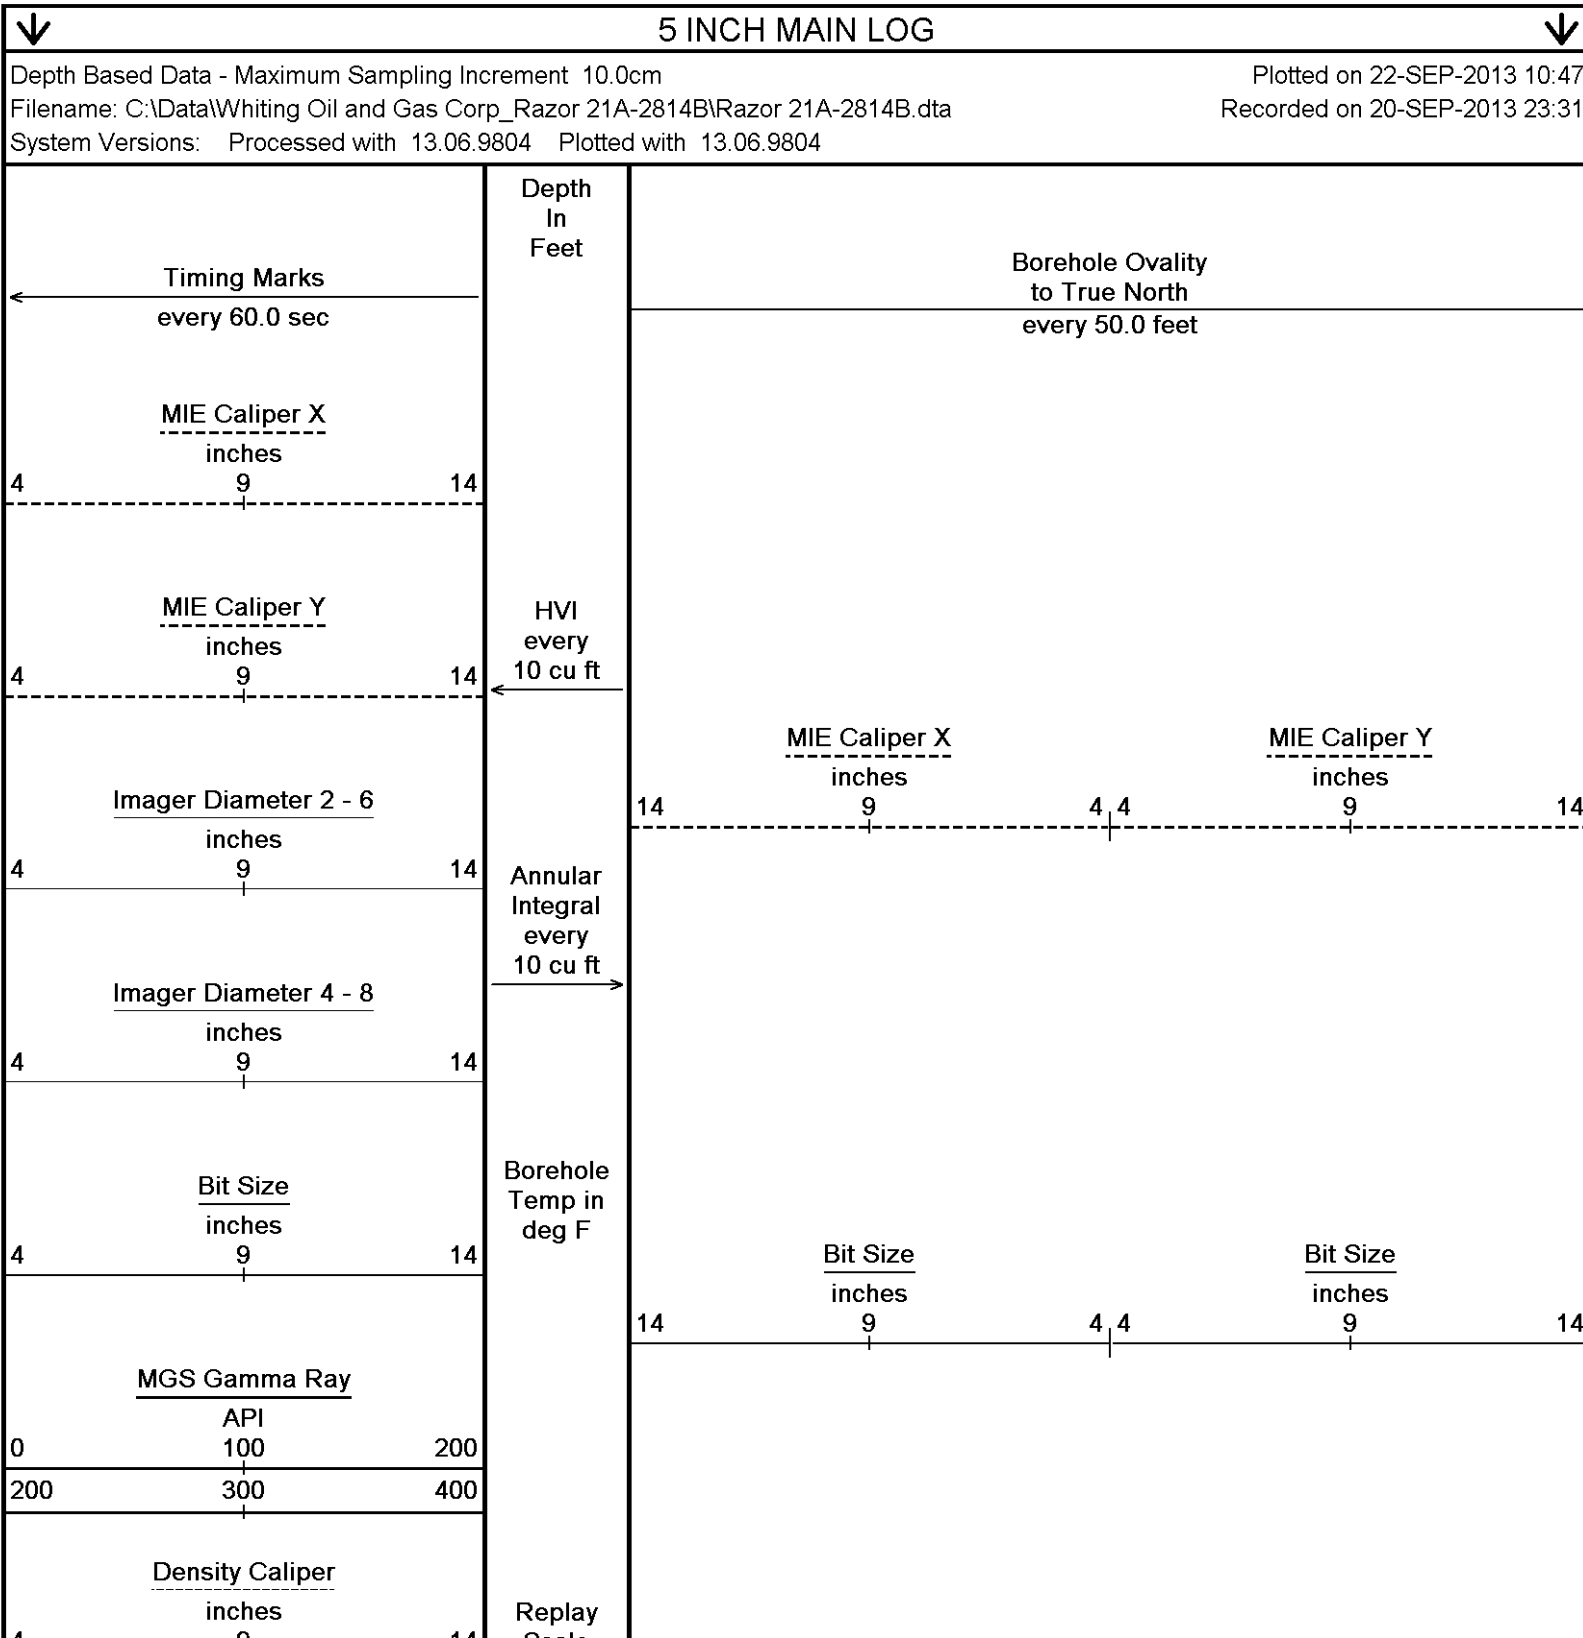 5 INCH MAIN LOG
Depth Based Data - Maximum Sampling Increment 10.0cm
Plotted on 22-SEP-2013 10:47
Filename: C:\Data\Whiting Oil and Gas Corp_Razor 21A-2814B\Razor 21A-2814B.dta
Recorded on 20-SEP-2013 23:31
System Versions: Processed with 13.06.9804 Plotted with 13.06.9804
Timing Marks
every 60.0 sec
MIE Caliper X
inches
4 9 14
MIE Caliper Y
inches
4 9 14
Imager Diameter 2 - 6
inches
4 9 14
Imager Diameter 4 - 8
inches
4 9 14
Bit Size
inches
4 9 14
MGS Gamma Ray
API
0 100 200
200 300 400
Density Caliper
inches
4 9 14
Depth
In
Feet
HVI
every
10 cu ft
Annular
Integral
every
10 cu ft
Borehole
Temp in
deg F
Replay
Scale
Borehole Ovality
to True North
every 50.0 feet
MIE Caliper X
inches
14 9 4
MIE Caliper Y
inches
4 9 14
Bit Size
inches
14 9 4
Bit Size
inches
4 9 14